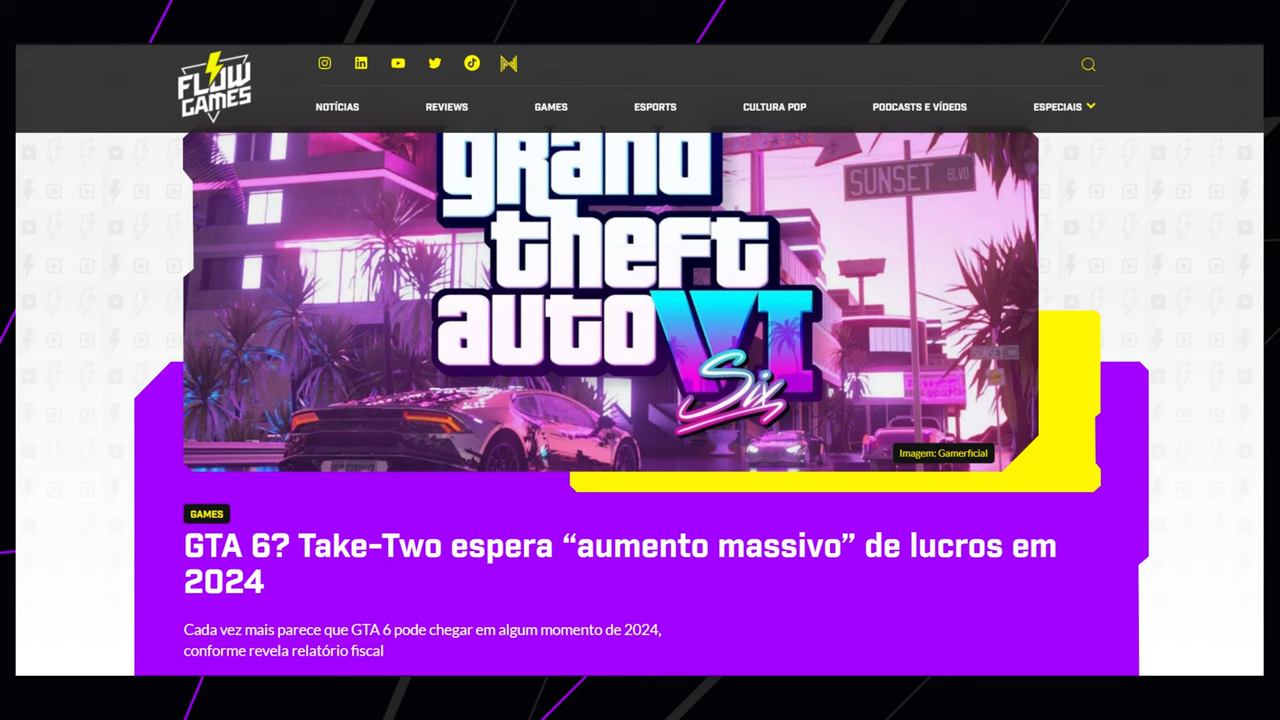 FLOW
GAMES
NOTÍCIAS
REVIEWS
GAMES
ESPORTS
CULTURA POP
PODCASTS E VÍDEOS
ESPECIAIS
grand
theft
auto VI
Six
SUNSET BLVD
SUNSET
Imagem: Gamerficial
GAMES
GTA 6? Take-Two espera “aumento massivo” de lucros em
2024
Cada vez mais parece que GTA 6 pode chegar em algum momento de 2024,
conforme revela relatório fiscal